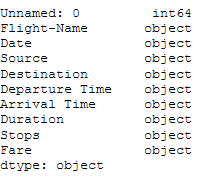 Unnamed: 0 int64
Flight-Name object
Date object
Source object
Destination object
Departure Time object
Arrival Time object
Duration object
Stops object
Fare object
dtype: object